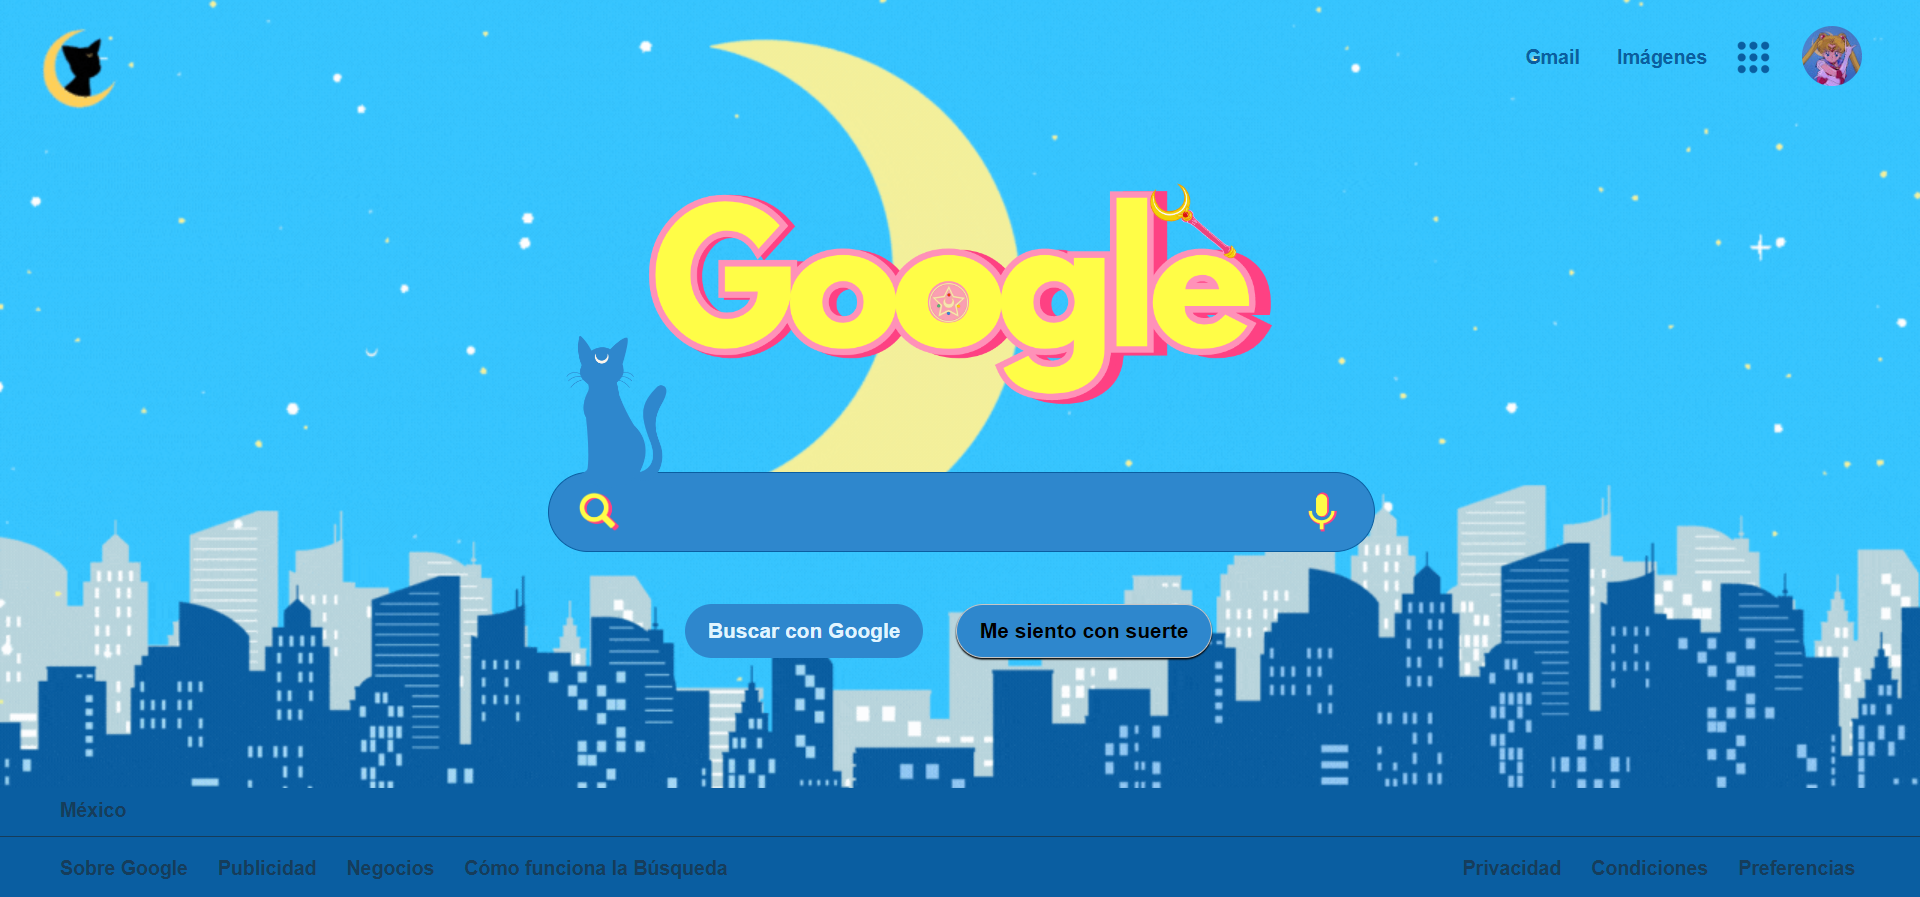 Gmail Imágenes
Google
Buscar con Google Me siento con suerte
México
Sobre Google Publicidad Negocios Cómo funciona la Búsqueda Privacidad Condiciones Preferencias